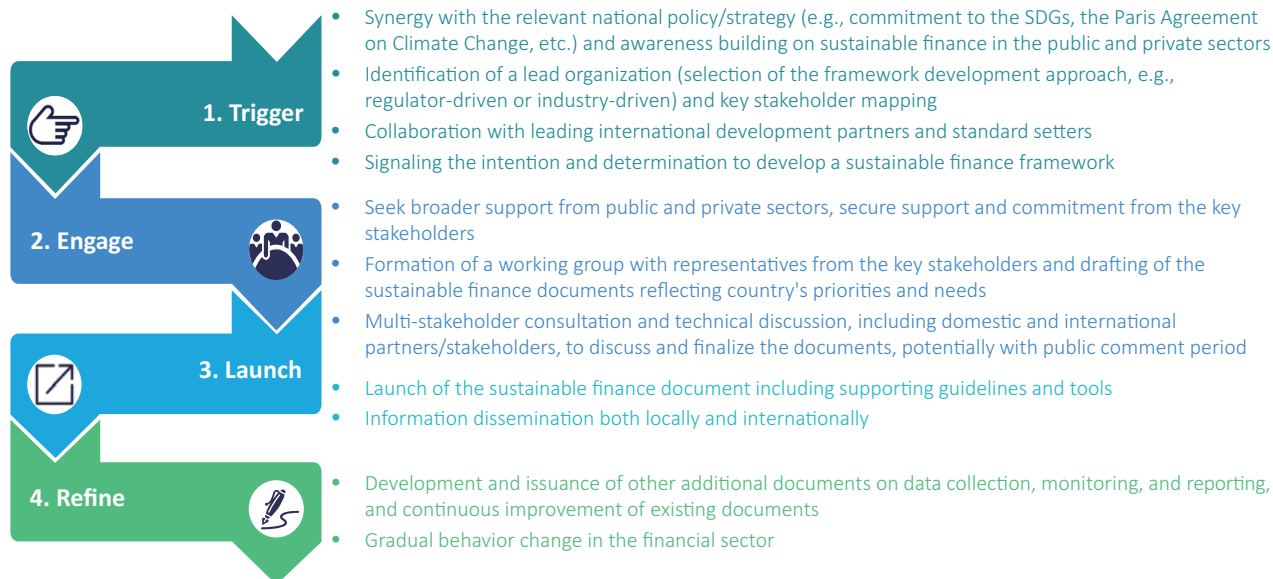 1. Trigger
• Synergy with the relevant national policy/strategy (e.g., commitment to the SDGs, the Paris Agreement
on Climate Change, etc.) and awareness building on sustainable finance in the public and private sectors
• Identification of a lead organization (selection of the framework development approach, e.g.,
regulator-driven or industry-driven) and key stakeholder mapping
• Collaboration with leading international development partners and standard setters
• Signaling the intention and determination to develop a sustainable finance framework
2. Engage
• Seek broader support from public and private sectors, secure support and commitment from the key
stakeholders
• Formation of a working group with representatives from the key stakeholders and drafting of the
sustainable finance documents reflecting country's priorities and needs
• Multi-stakeholder consultation and technical discussion, including domestic and international
partners/stakeholders, to discuss and finalize the documents, potentially with public comment period
3. Launch
• Launch of the sustainable finance document including supporting guidelines and tools
• Information dissemination both locally and internationally
4. Refine
• Development and issuance of other additional documents on data collection, monitoring, and reporting,
and continuous improvement of existing documents
• Gradual behavior change in the financial sector